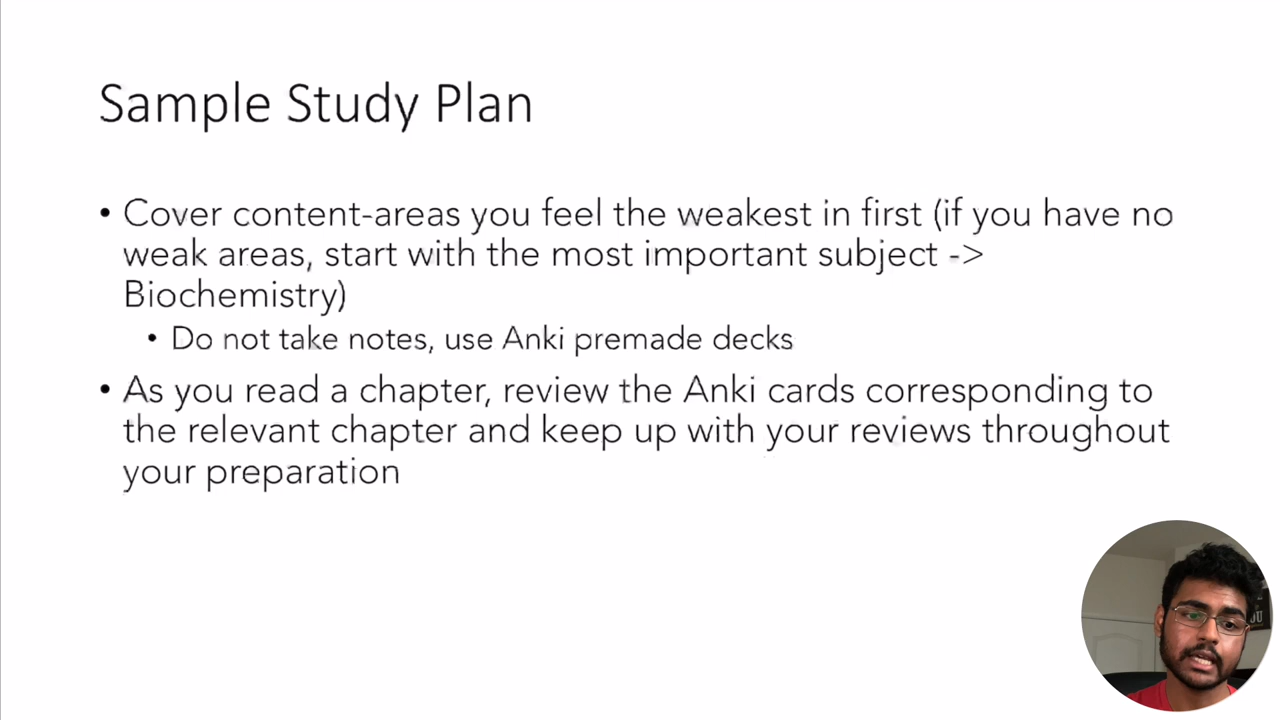 Sample Study Plan
• Cover content-areas you feel the weakest in first (if you have no
weak areas, start with the most important subject ->
Biochemistry)
• Do not take notes, use Anki premade decks
• As you read a chapter, review the Anki cards corresponding to
the relevant chapter and keep up with your reviews throughout
your preparation